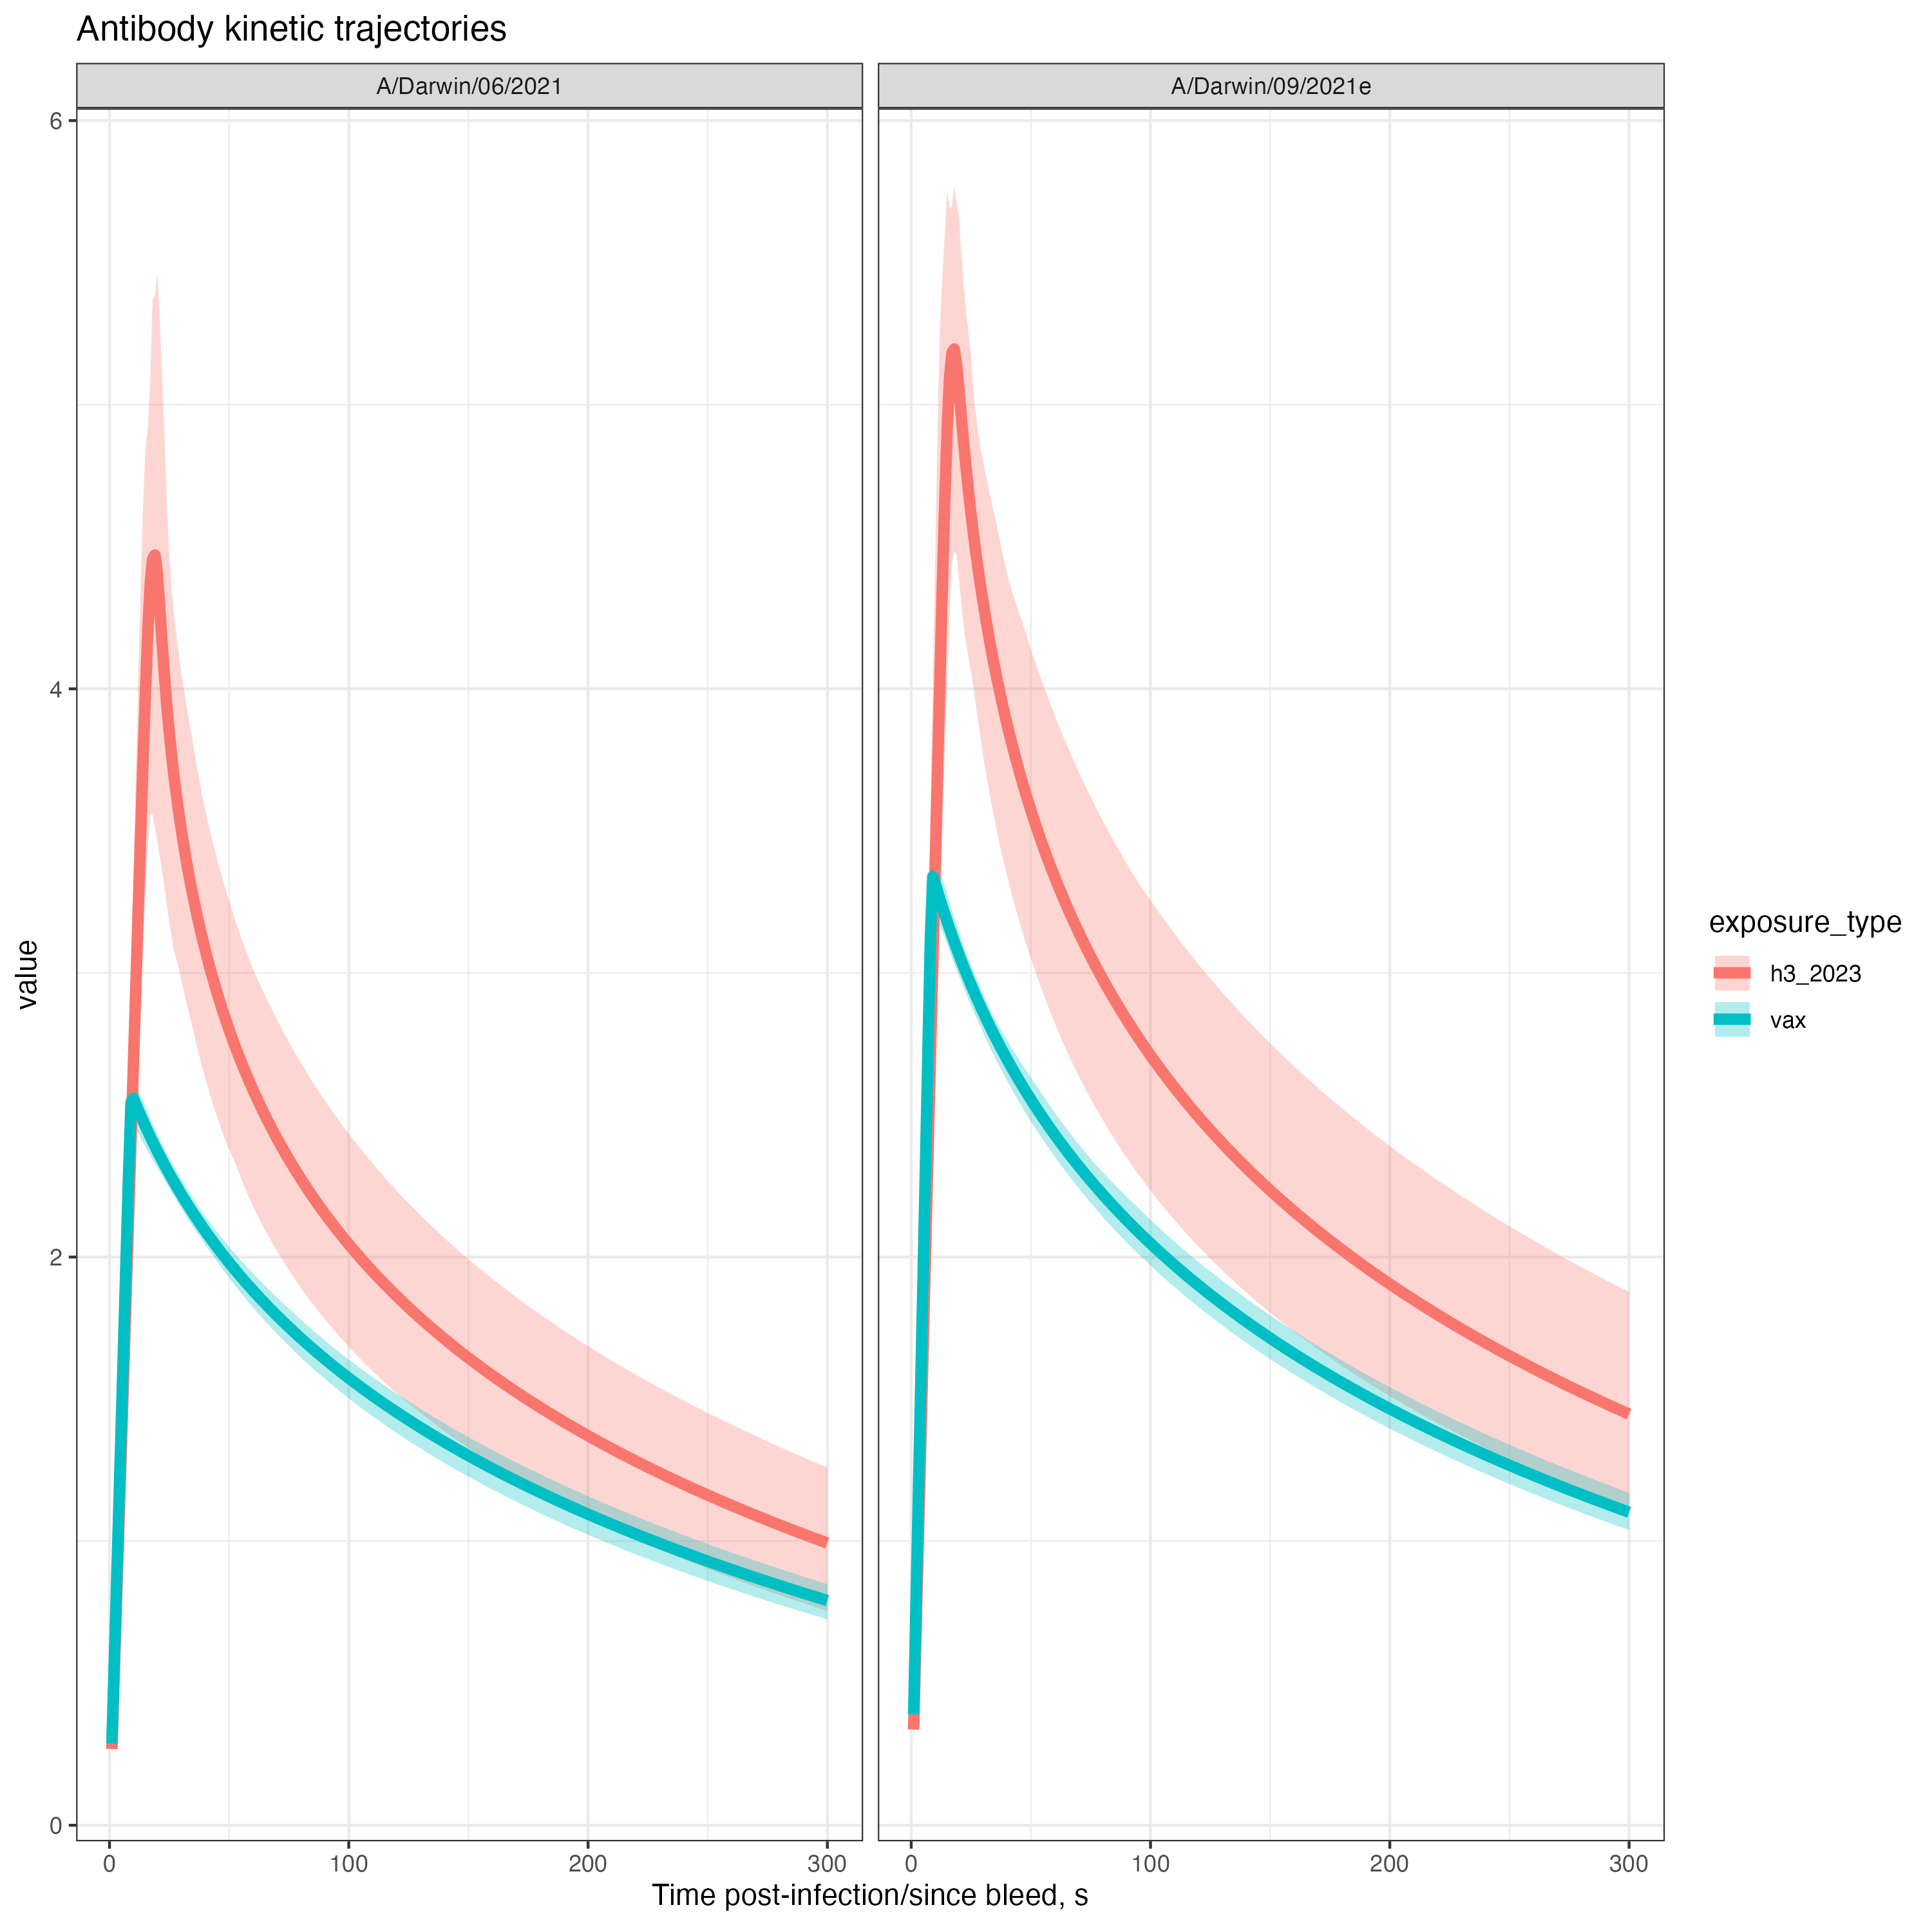 Antibody kinetic trajectories
A/Darwin/06/2021
A/Darwin/09/2021e
6
4
2
0
value
0 100 200 300
0 100 200 300
Time post-infection/since bleed, s
exposure_type
h3_2023
vax